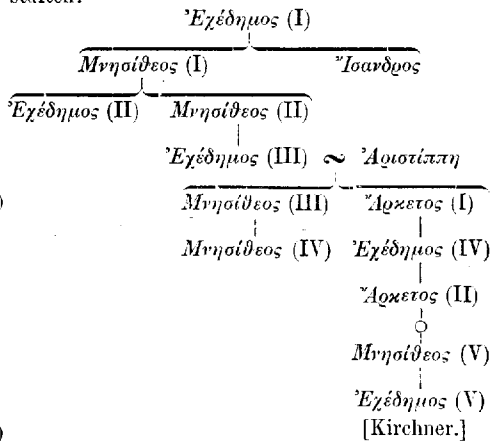 Ἐχέδημος (I)
Μνησίθεος (I) Ἴσανδρος
Ἐχέδημος (II) Μνησίθεος (II)
Ἐχέδημος (III) ∾ Ἀριστίππη
Μνησίθεος (III) Ἄρκετος (I)
Μνησίθεος (IV) Ἐχέδημος (IV)
Ἄρκετος (II)
Μνησίθεος (V)
Ἐχέδημος (V)
[Kirchner.]